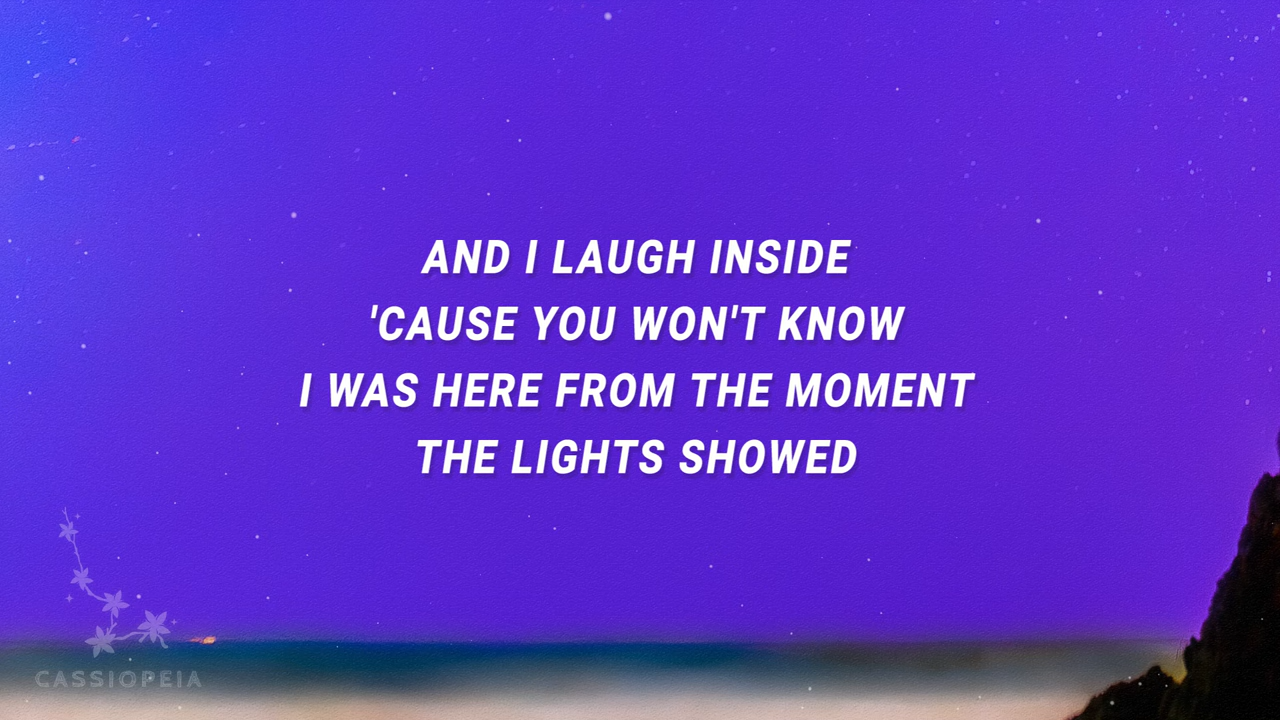 AND I LAUGH INSIDE
'CAUSE YOU WON'T KNOW
I WAS HERE FROM THE MOMENT
THE LIGHTS SHOWED
CASSIOPEIA